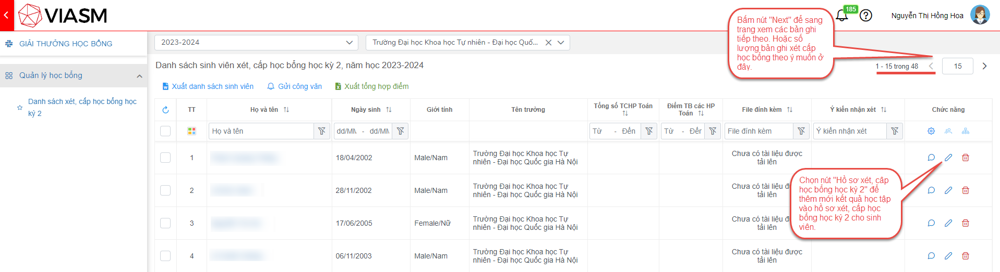 VIASM
185
Nguyễn Thị Hồng Hoa
Bấm nút "Next" để sang
trang xem các bản ghi
tiếp theo. Hoặc số
lượng bản ghi xét cấp
học bổng theo ý muốn ở
đây.
GIẢI THƯỞNG HỌC BỔNG
2023-2024
Trường Đại học Khoa học Tự nhiên - Đại học Quố...
Quản lý học bổng
Danh sách xét, cấp học bổng học
kỳ 2
Danh sách sinh viên xét, cấp học bổng học kỳ 2, năm học 2023-2024
1 - 15 trong 48
15
Xuất danh sách sinh viên
Gửi công văn
Xuất tổng hợp điểm
TT
Họ và tên
Ngày sinh
Giới tính
Tên trường
Tổng số TCHP Toán
Điểm TB các HP
Toán
File đính kèm
Ý kiến nhận xét
Chức năng
Họ và tên
dd/MM - dd/MM
Từ - Đến
Từ - Đến
File đính kèm
Ý kiến nhận xét
1
18/04/2002
Male/Nam
Trường Đại học Khoa học Tự
nhiên - Đại học Quốc gia Hà Nội
Chưa có tài liệu được
tải lên
2
28/11/2002
Male/Nam
Trường Đại học Khoa học Tự
nhiên - Đại học Quốc gia Hà Nội
Chưa có tài liệu được
tải lên
3
17/06/2005
Female/Nữ
Trường Đại học Khoa học Tự
nhiên - Đại học Quốc gia Hà Nội
Chưa có tài liệu được
tải lên
4
06/11/2003
Male/Nam
Trường Đại học Khoa học Tự
nhiên - Đại học Quốc gia Hà Nội
Chưa có tài liệu được
tải lên
Chọn nút "Hồ sơ xét, cấp
học bổng học kỳ 2" để
thêm mới kết quả học tập
vào hồ sơ xét, cấp học
bổng học kỳ 2 cho sinh
viên.